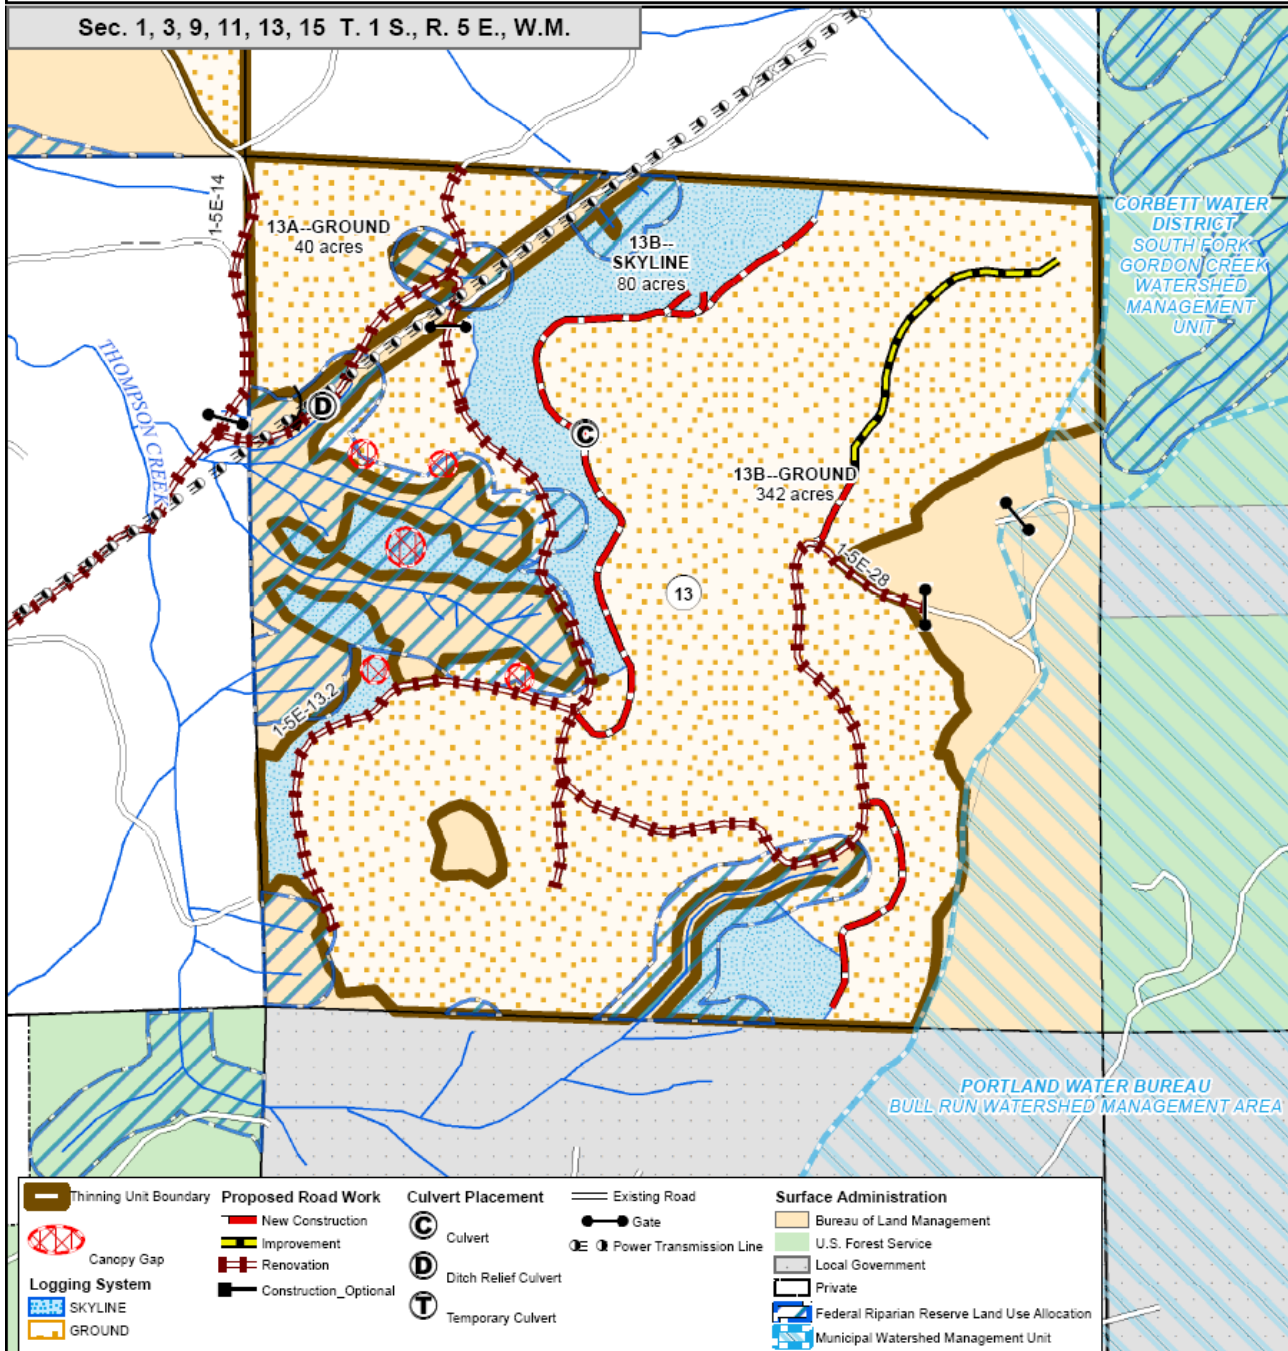 Sec. 1, 3, 9, 11, 13, 15 T. 1 S., R. 5 E., W.M.
1-5E-14
13A--GROUND
40 acres
13B--
SKYLINE
80 acres
CORBETT WATER
DISTRICT
SOUTH FORK
GORDON CREEK
WATERSHED
MANAGEMENT
UNIT
THOMPSON CREEK
D
C
13B--GROUND
342 acres
1-5E-28
13
1-5E-13.2
PORTLAND WATER BUREAU
BULL RUN WATERSHED MANAGEMENT AREA
Thinning Unit Boundary
Canopy Gap
Logging System
SKYLINE
GROUND
Proposed Road Work
New Construction
Improvement
Renovation
Construction_Optional
Culvert Placement
C Culvert
D Ditch Relief Culvert
T Temporary Culvert
Existing Road
Gate
Power Transmission Line
Surface Administration
Bureau of Land Management
U.S. Forest Service
Local Government
Private
Federal Riparian Reserve Land Use Allocation
Municipal Watershed Management Unit